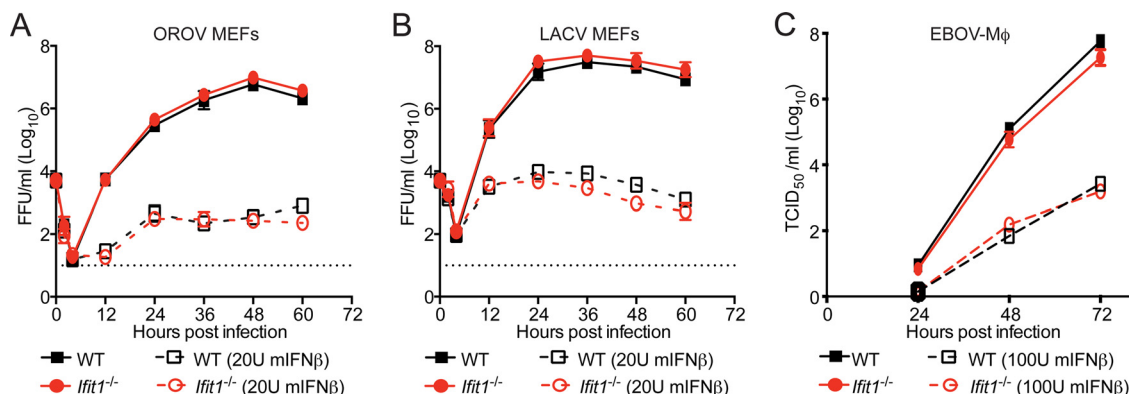 A
OROV MEFs
FFU/ml (Log10)
8
6
4
2
0
0 12 24 36 48 60 72
Hours post infection
WT
WT (20U mIFNβ)
Ifit1-/-
Ifit1-/- (20U mIFNβ)
B
LACV MEFs
FFU/ml (Log10)
8
6
4
2
0
0 12 24 36 48 60 72
Hours post infection
WT
WT (20U mIFNβ)
Ifit1-/-
Ifit1-/- (20U mIFNβ)
C
EBOV-Mϕ
TCID50/ml (Log10)
8
6
4
2
0
0 24 48 72
Hours post infection
WT
WT (100U mIFNβ)
Ifit1-/-
Ifit1-/- (100U mIFNβ)